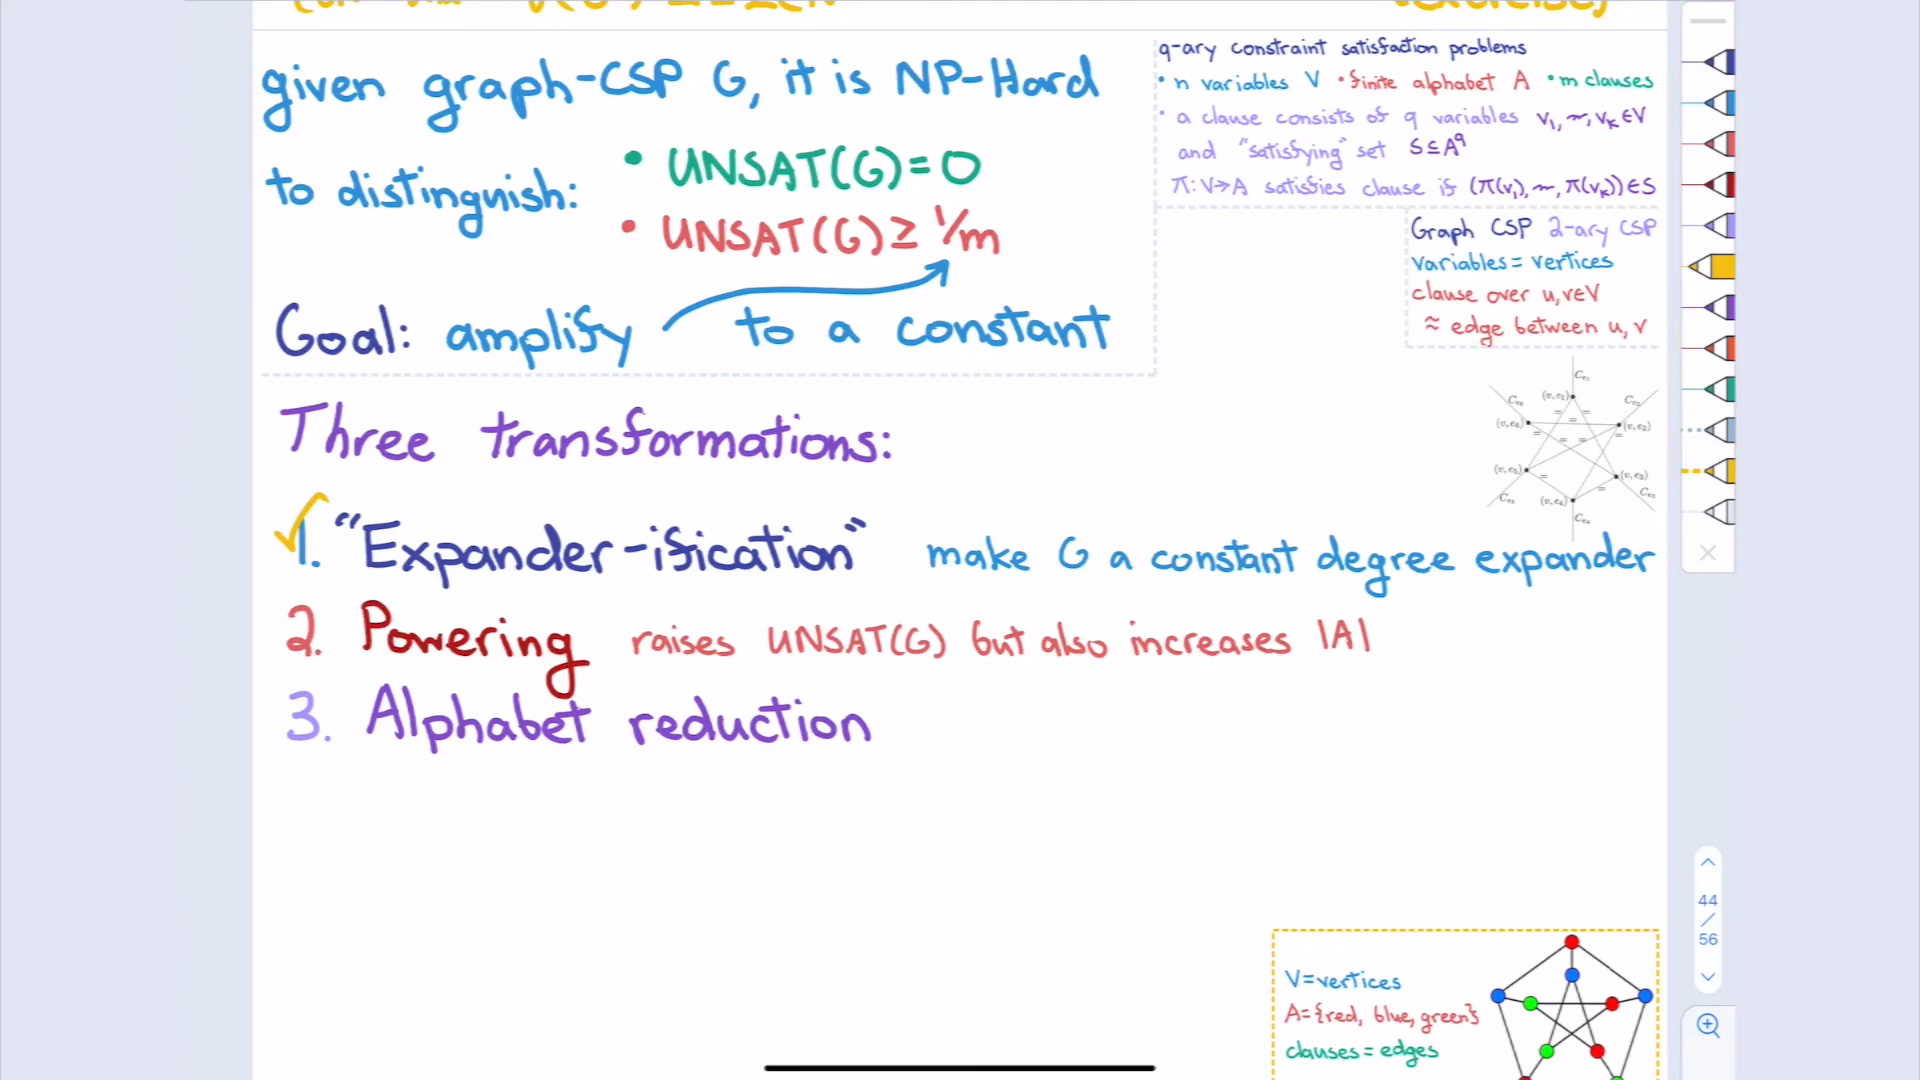 given graph-CSP G, it is NP-Hard
to distinguish:
• UNSAT(G)=0
• UNSAT(G)≥ 1/m
Goal: amplify to a constant
q-ary constraint satisfaction problems
• n variables V • finite alphabet A • m clauses
• a clause consists of q variables v₁, ⁓, vₖ∈V
and "satisfying" set S⊆A^q
π:V→A satisfies clause if (π(v₁),⁓,π(vₖ))∈S
Graph CSP 2-ary CSP
variables = vertices
clause over u,v∈V
≈ edge between u, v
Three transformations:
1. "Expander-ification" make G a constant degree expander
2. Powering raises UNSAT(G) but also increases |A|
3. Alphabet reduction
V=vertices
A={red, blue, green}
clauses = edges
44
/
56